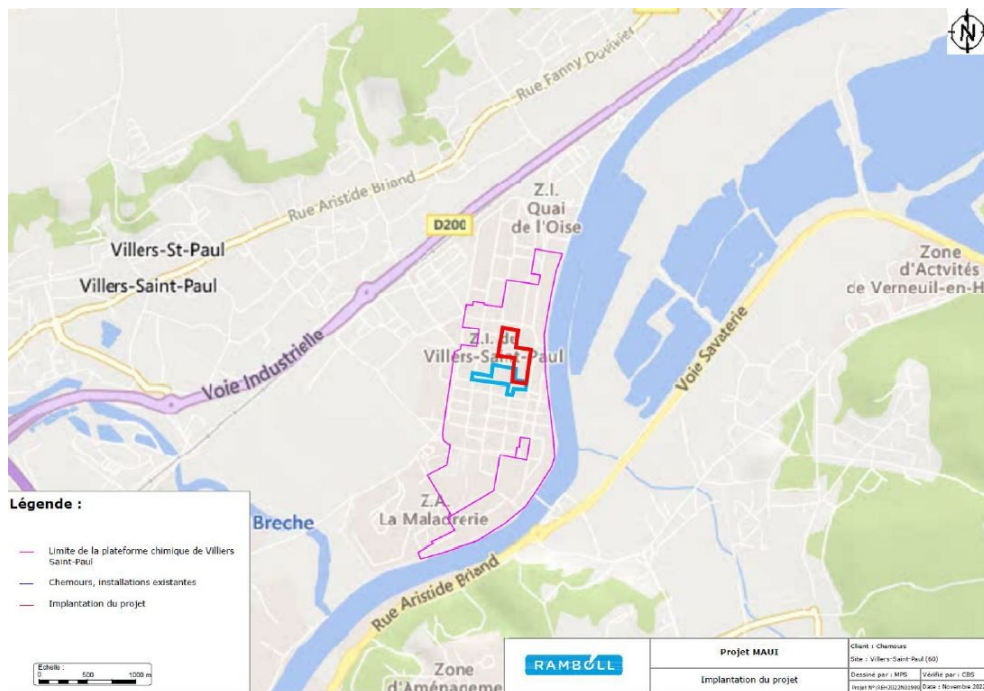 N
Rue Fanny Duvivier
Rue Aristide Briand
Z.I.
Quai
de l'Oise
D200
Villers-St-Paul
Villers-Saint-Paul
Zone
d'Actvités
de Verneuil-en-H
Z.I. de
Villers-Saint-Paul
Voie Savaterie
Voie Industrielle
Z.A.
La Maladrerie
Breche
Rue Aristide Briand
Zone
d'Aménageme
Légende :
Limite de la plateforme chimique de Villiers
Saint-Paul
Chemours, installations existantes
Implantation du projet
Echelle :
0 500 1000 m
RAMBOLL
Projet MAUI
Implantation du projet
Client : Chemours
Site : Villers-Saint-Paul (60)
Dessiné par : MPS
Vérifié par : CBS
Date : Novembre 2022